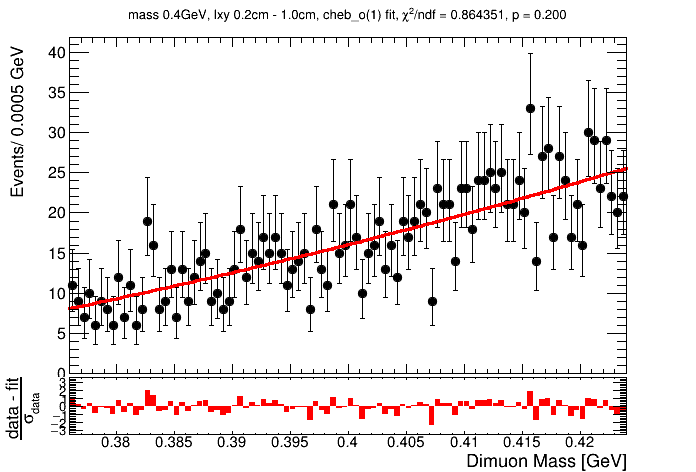 mass 0.4GeV, lxy 0.2cm - 1.0cm, cheb_o(1) fit, χ²/ndf = 0.864351, p = 0.200
Events/ 0.0005 GeV
40
35
30
25
20
15
10
5
0
data - fit
σdata
3
2
1
0
−1
−2
−3
0.38 0.385 0.39 0.395 0.4 0.405 0.41 0.415 0.42
Dimuon Mass [GeV]